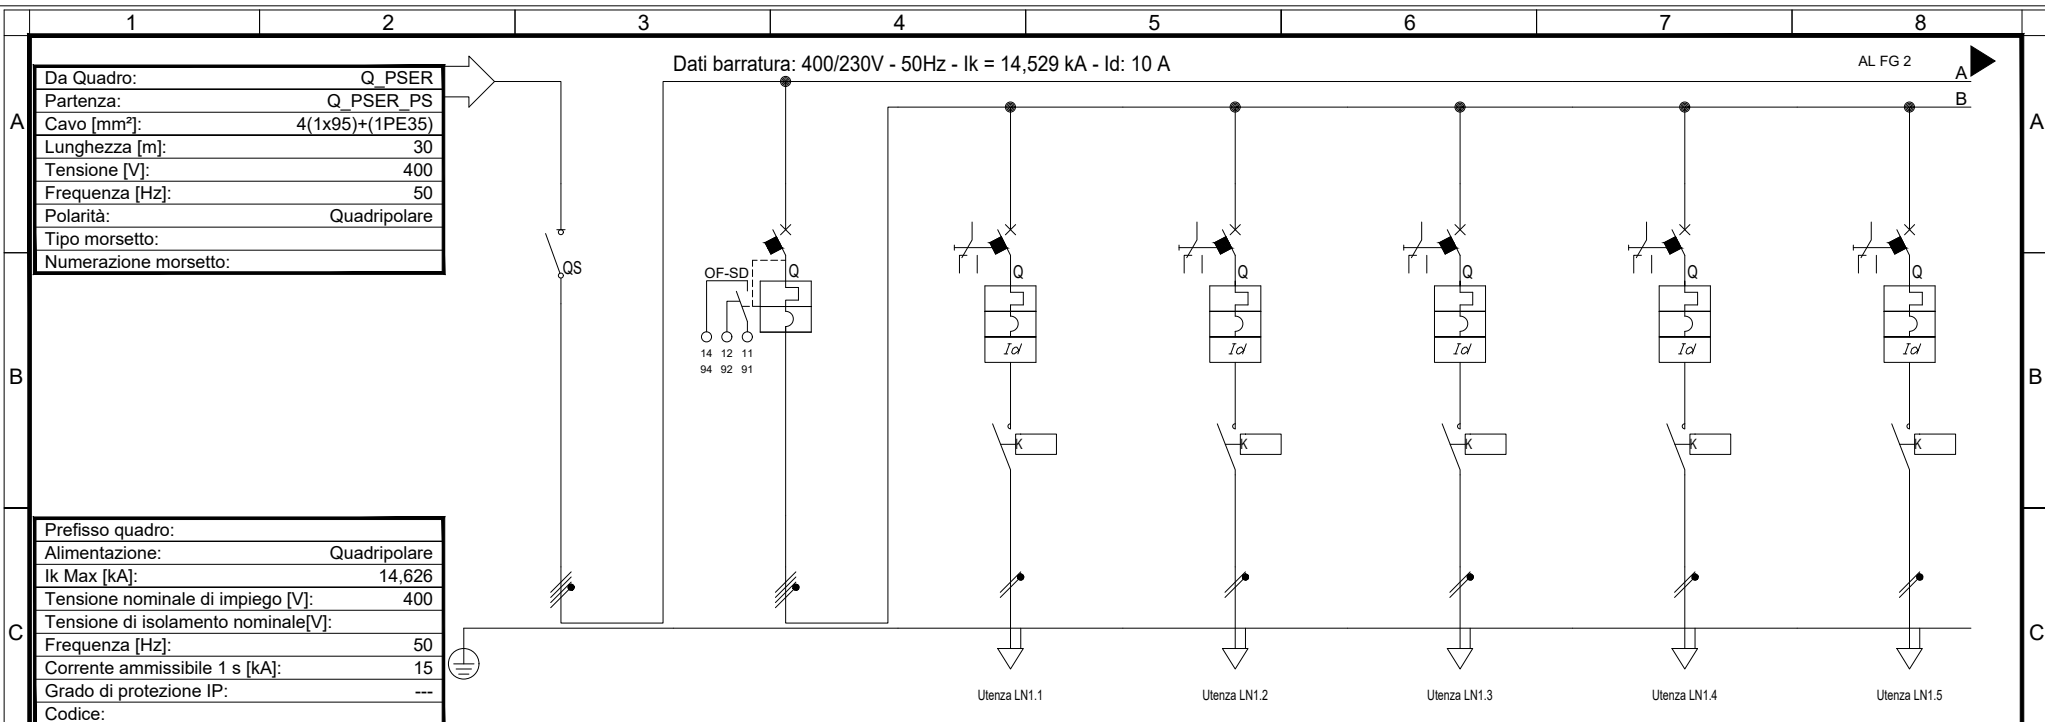 1 2 3 4 5 6 7 8
Dati barratura: 400/230V - 50Hz - Ik = 14,529 kA - Id: 10 A
AL FG 2
A
B
A
A
Da Quadro: Q_PSER
Partenza: Q_PSER_PS
Cavo [mm²]: 4(1x95)+(1PE35)
Lunghezza [m]: 30
Tensione [V]: 400
Frequenza [Hz]: 50
Polarità: Quadripolare
Tipo morsetto:
Numerazione morsetto:
QS
OF-SD
Q Q Q Q Q Q
Id Id Id Id Id
14 12 11
94 92 91
B
B
K K K K K
Prefisso quadro:
Alimentazione: Quadripolare
Ik Max [kA]: 14,626
Tensione nominale di impiego [V]: 400
Tensione di isolamento nominale[V]:
Frequenza [Hz]: 50
Corrente ammissibile 1 s [kA]: 15
Grado di protezione IP: ---
Codice:
C
C
Utenza LN1.1 Utenza LN1.2 Utenza LN1.3 Utenza LN1.4 Utenza LN1.5